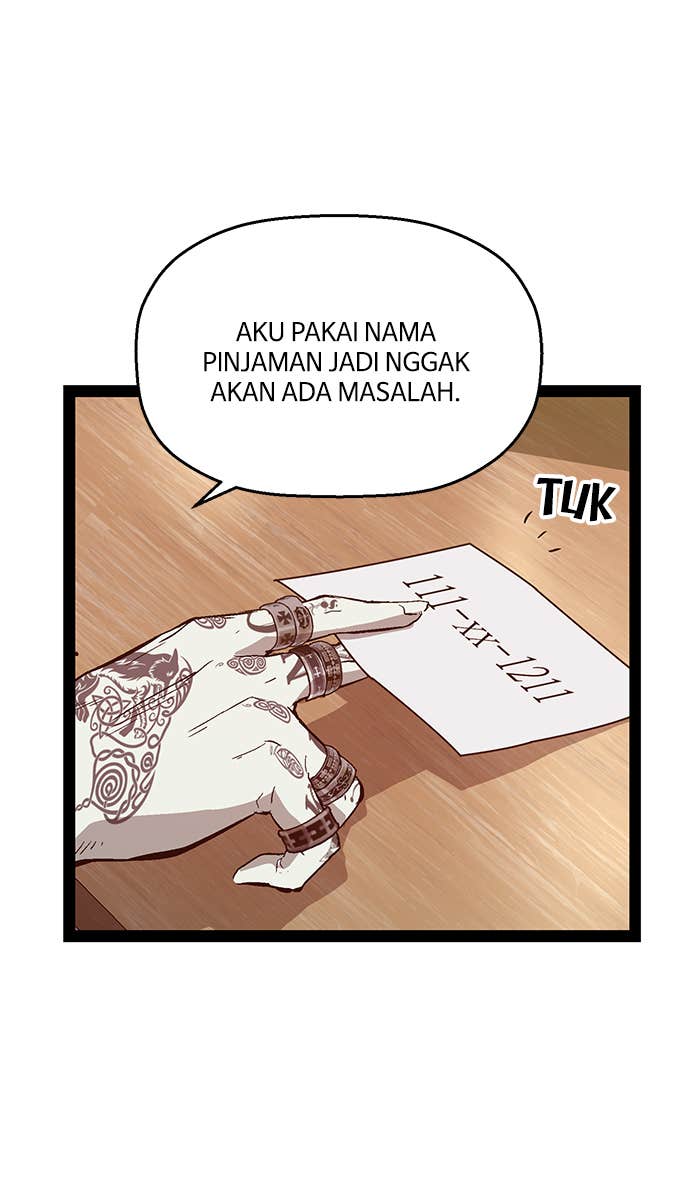 AKU PAKAI NAMA
PINJAMAN JADI NGGAK
AKAN ADA MASALAH.
TUK
111-xx-1211